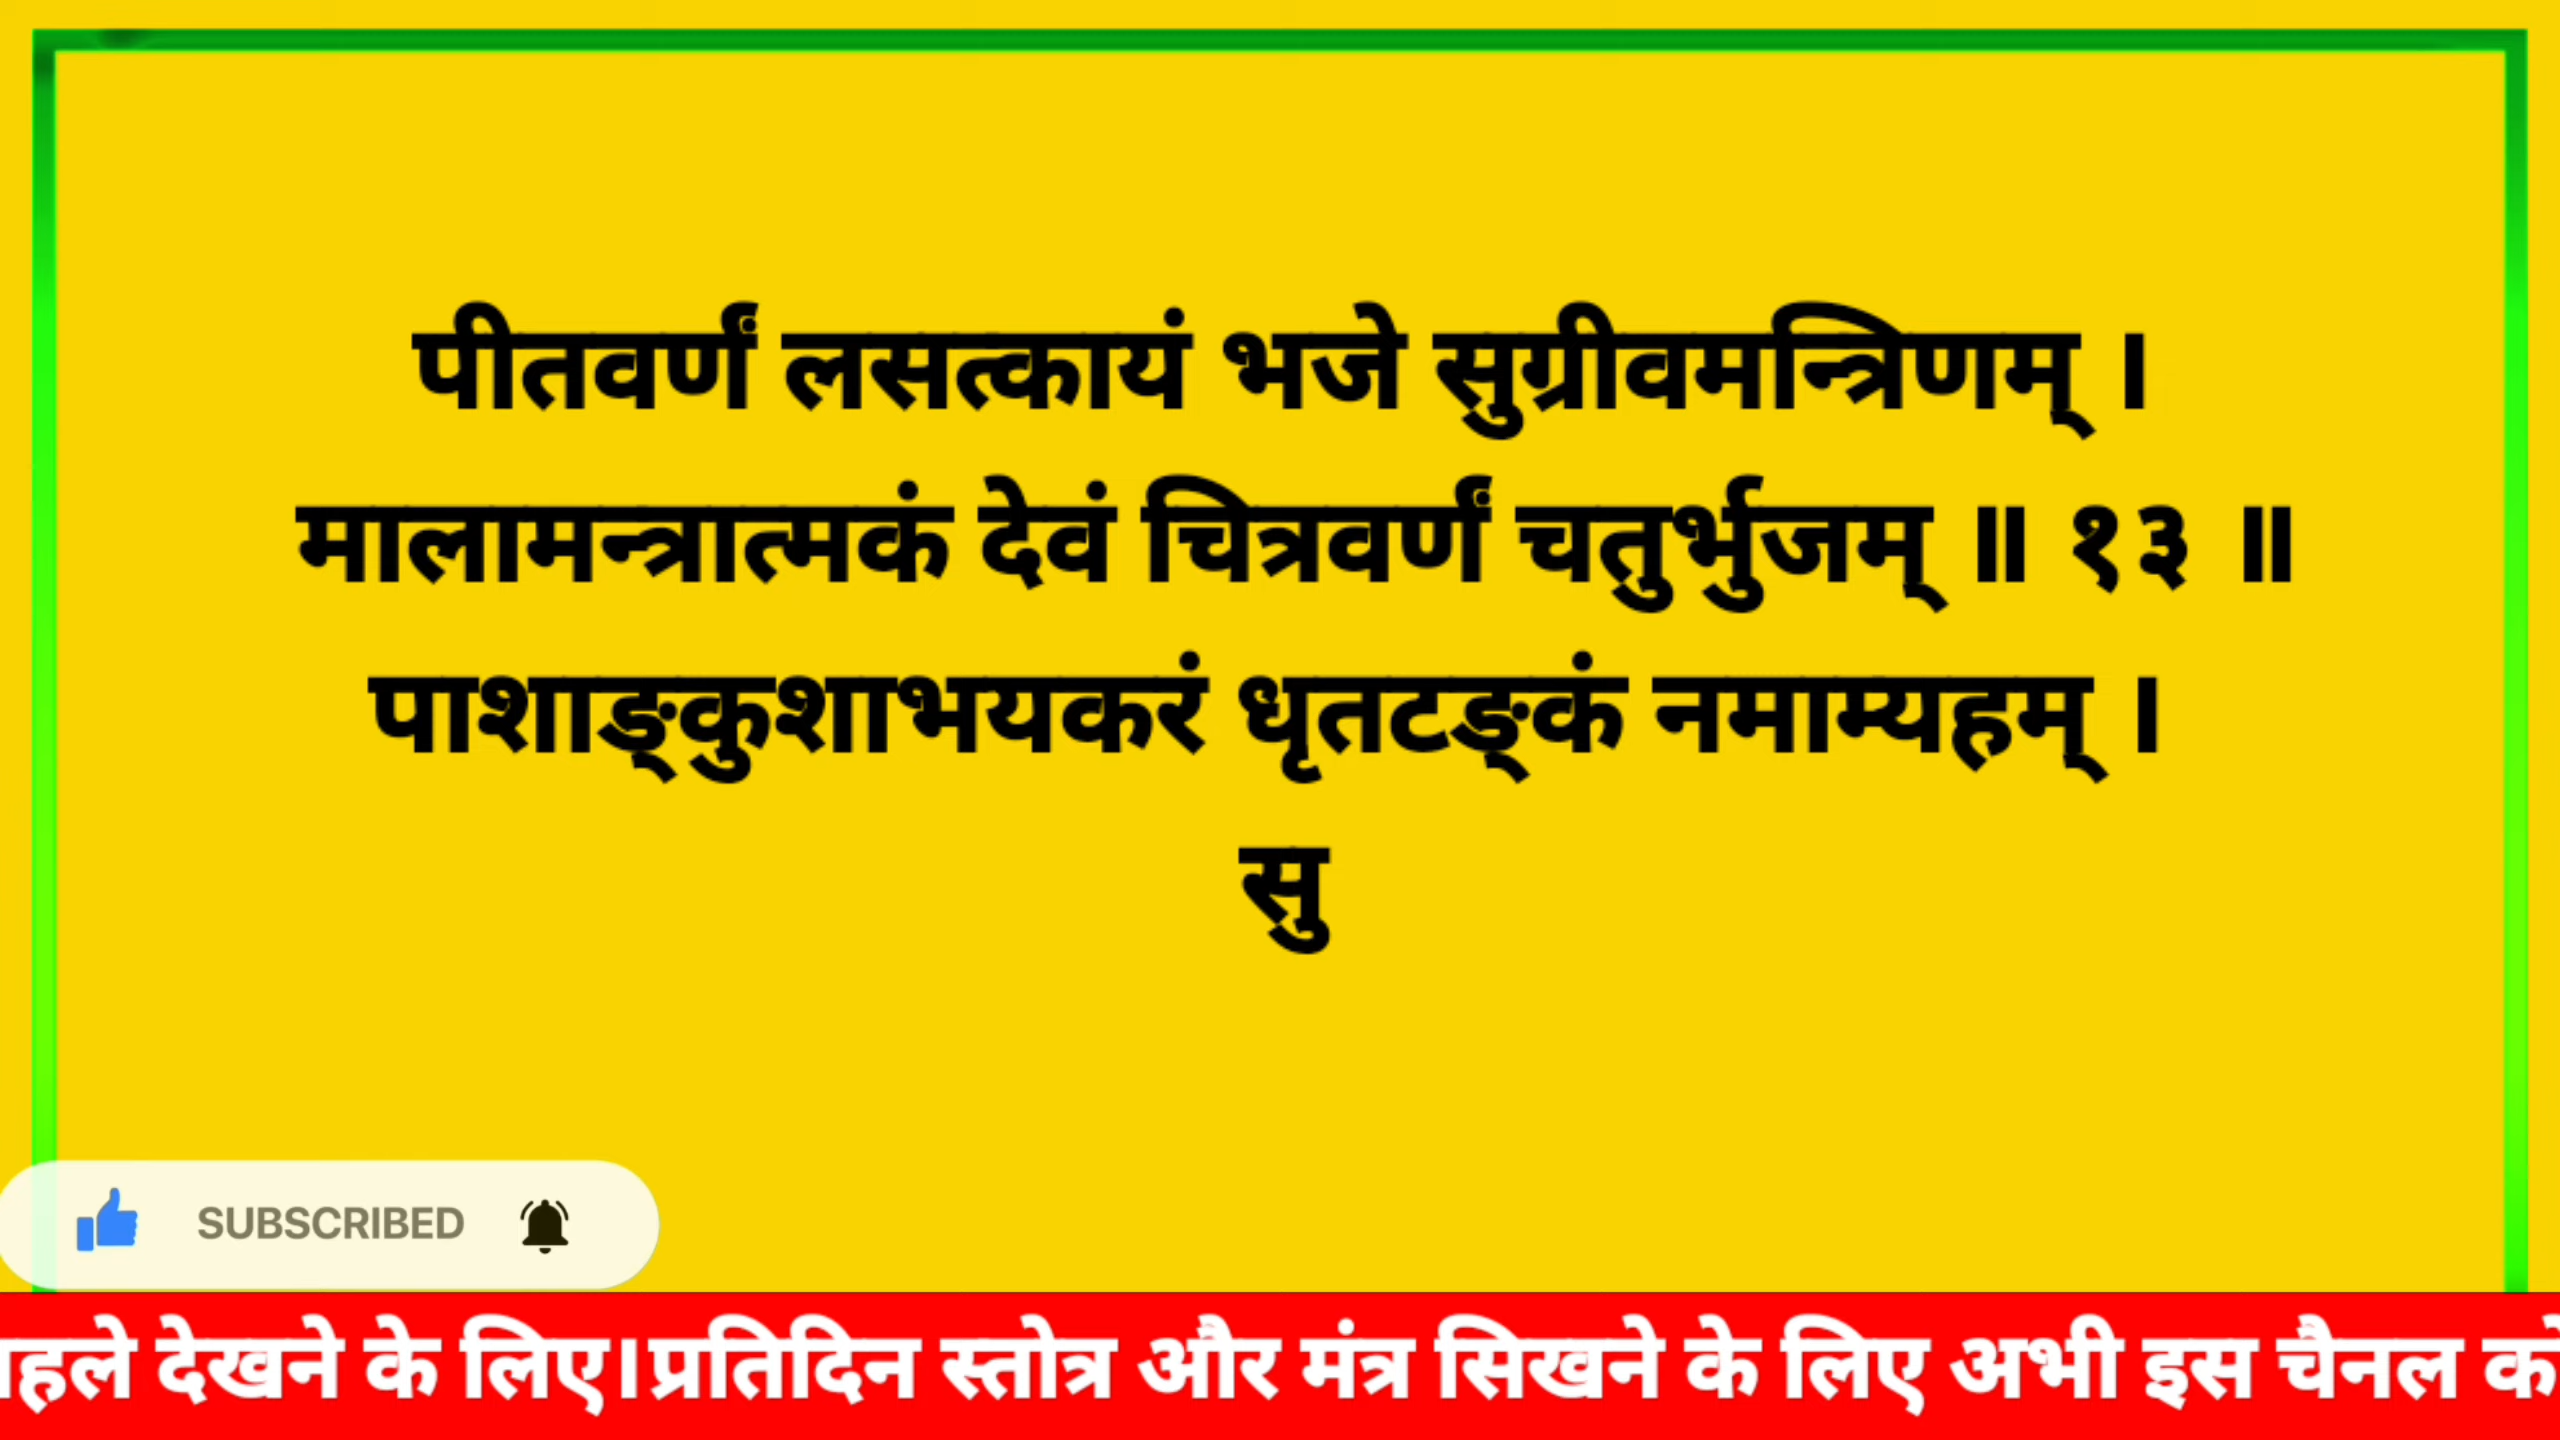 पीतवर्णं लसत्कायं भजे सुग्रीवमन्त्रिणम् ।
मालामन्त्रात्मकं देवं चित्रवर्णं चतुर्भुजम् ॥ १३ ॥
पाशाङ्कुशाभयकरं धृतटङ्कं नमाम्यहम् ।
सु
SUBSCRIBED
देखने के लिए।प्रतिदिन स्तोत्र और मंत्र सिखने के लिए अभी इस चैनल